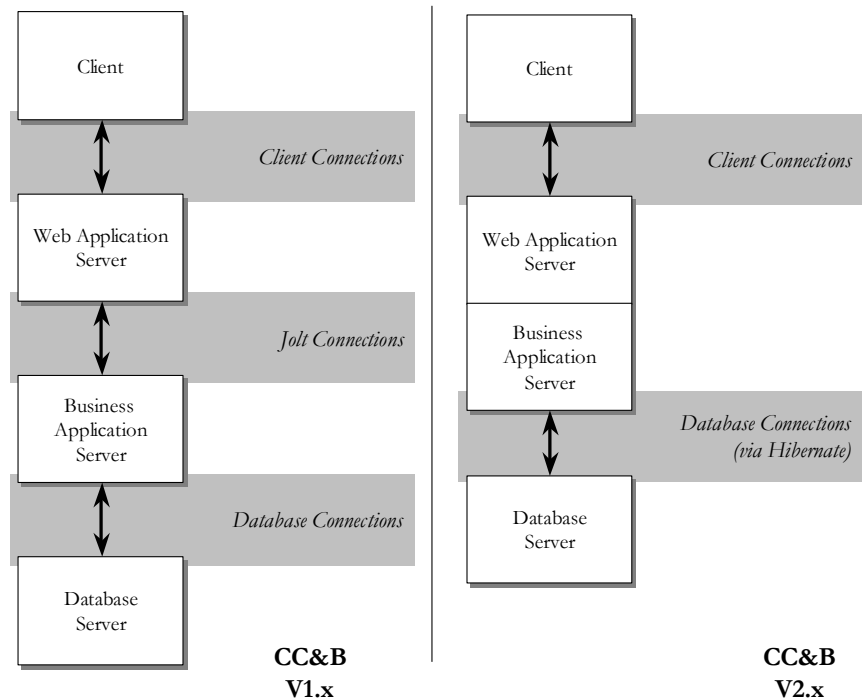 Client
Client Connections
Web Application
Server
Jolt Connections
Business
Application
Server
Database Connections
Database
Server
CC&B
V1.x
Client
Client Connections
Web Application
Server
Business
Application
Server
Database Connections
(via Hibernate)
Database
Server
CC&B
V2.x